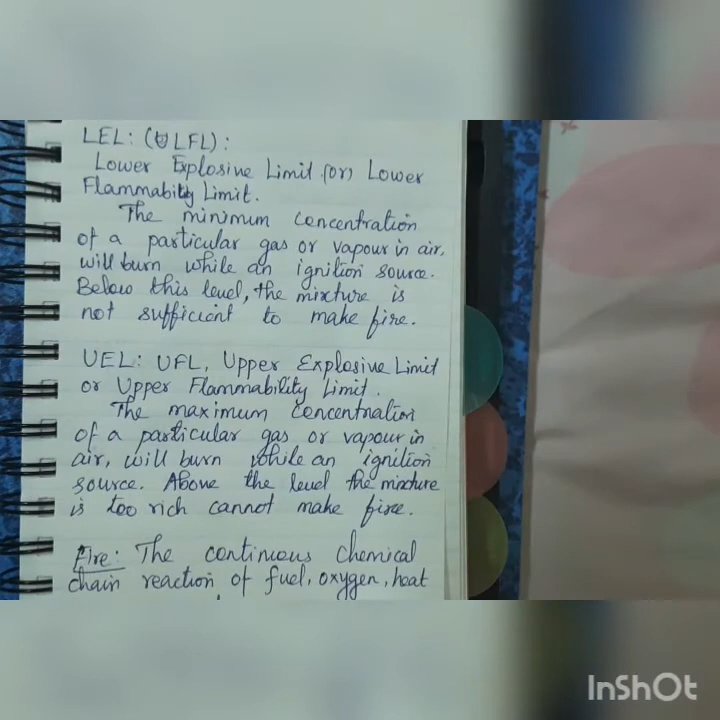 LEL: (LFL):
Lower Explosive Limit (or) Lower
Flammability Limit.
The minimum concentration
of a particular gas or vapour in air,
will burn while an ignition source.
Below this level, the mixture is
not sufficient to make fire.
UEL: UFL, Upper Explosive Limit
or Upper Flammability Limit.
The maximum concentration
of a particular gas or vapour in
air, will burn while an ignition
source. Above the level the mixture
is too rich cannot make fire.
Fire: The continuous chemical
chain reaction of fuel, oxygen, heat
InShOt